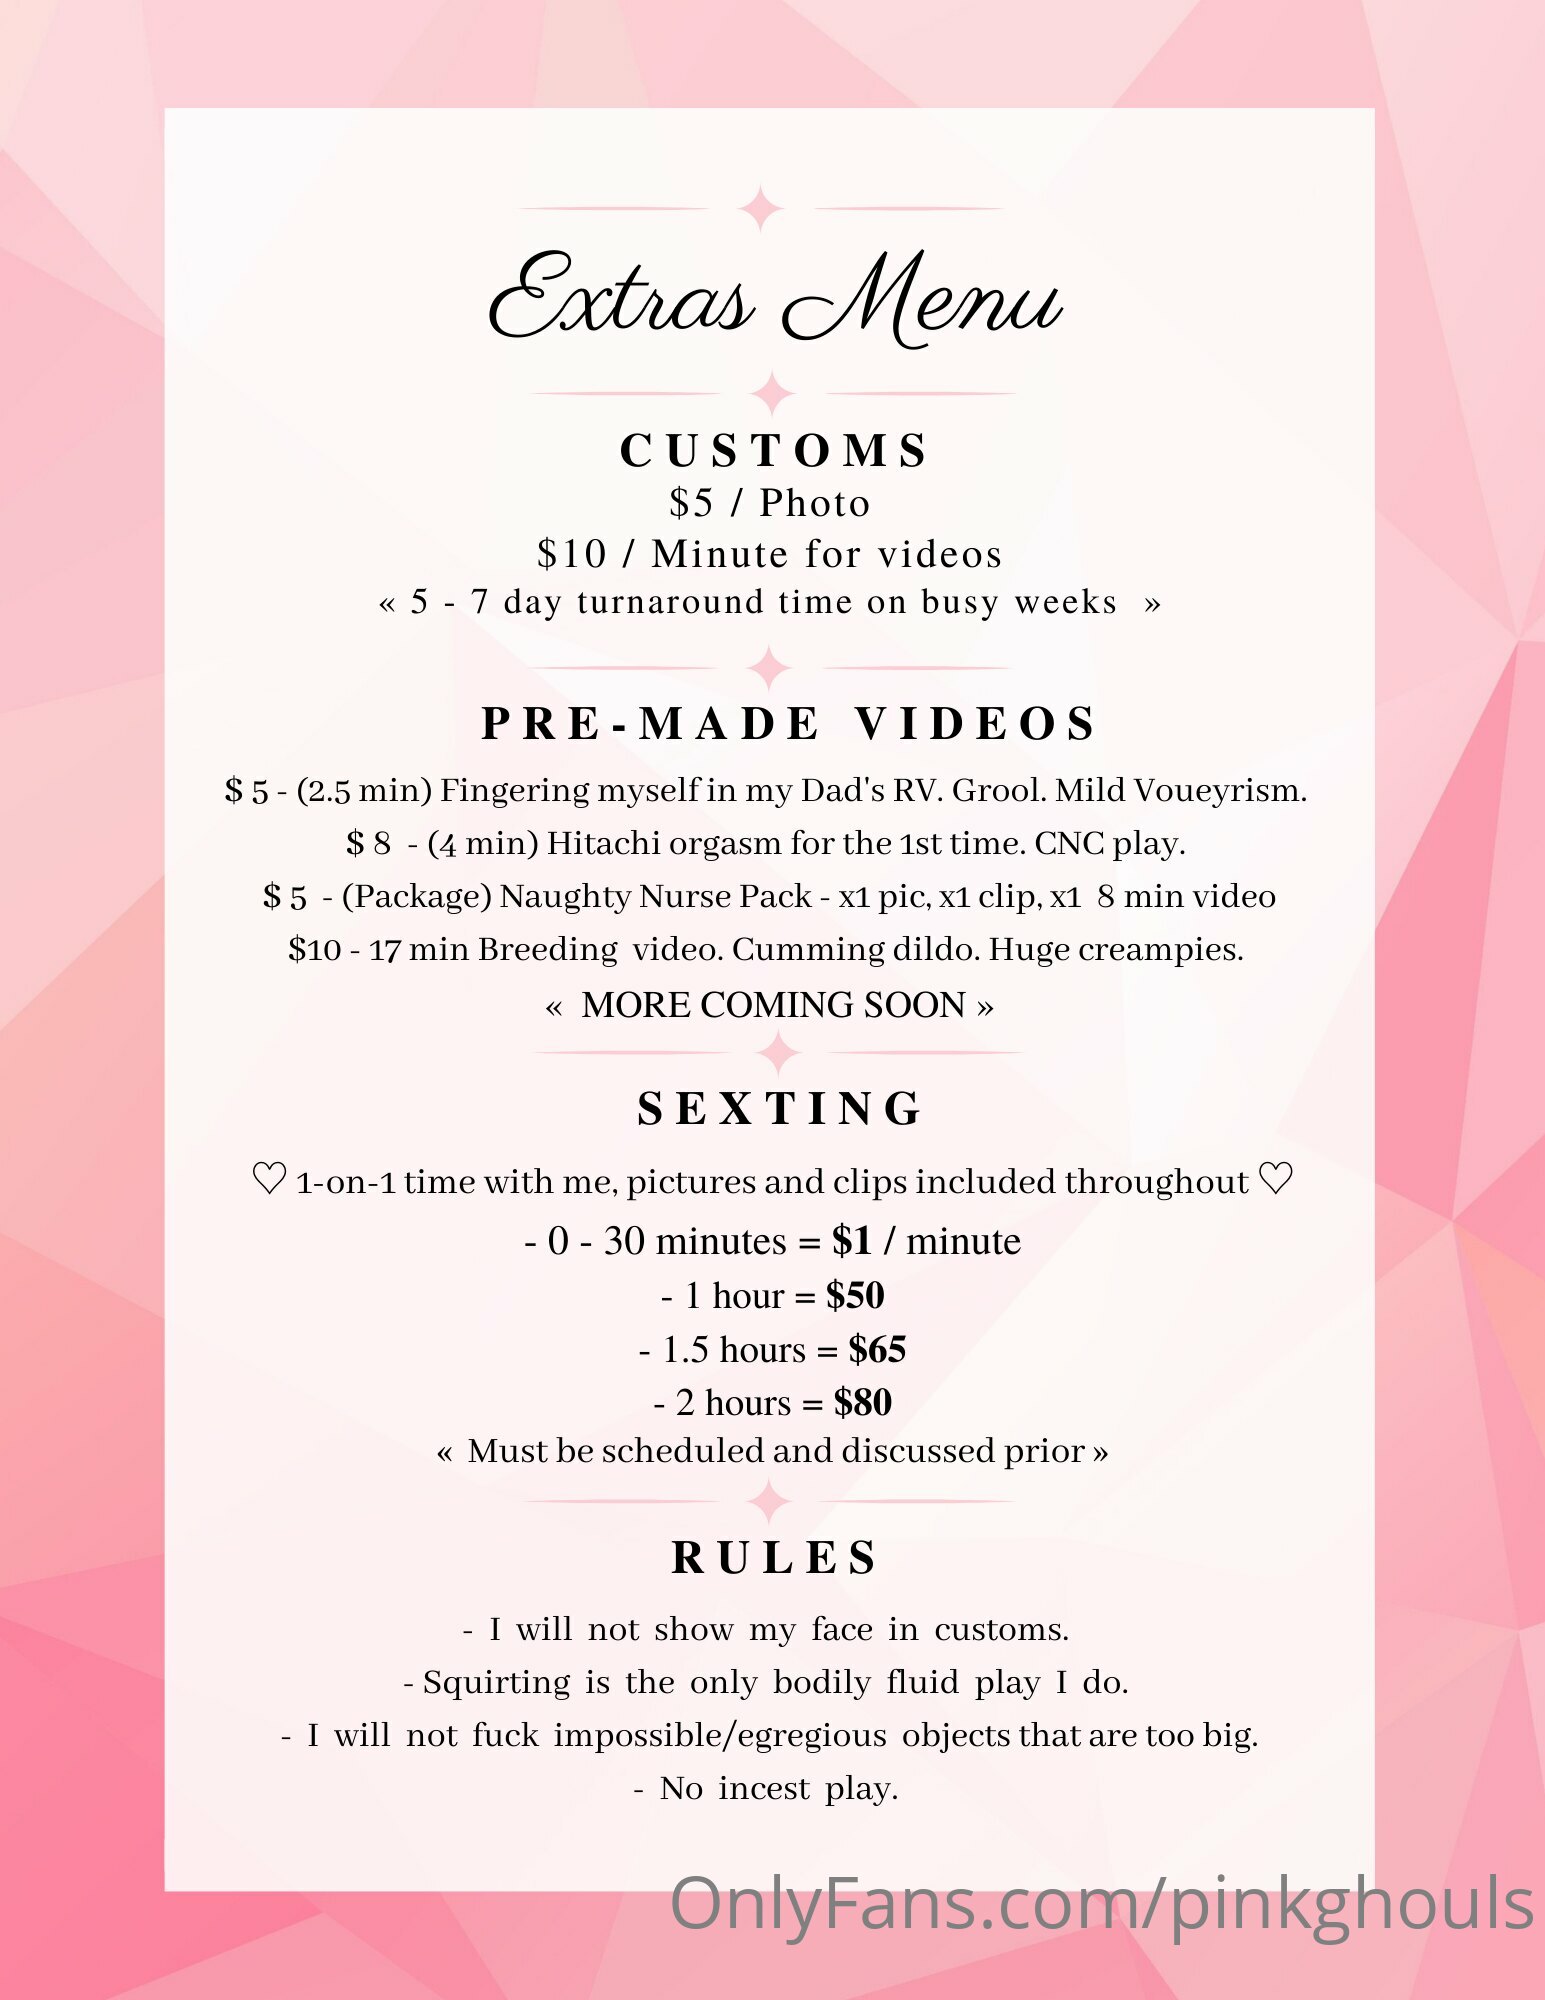 Extras Menu
CUSTOMS
$5 / Photo
$10 / Minute for videos
« 5 - 7 day turnaround time on busy weeks »
PRE-MADE VIDEOS
$ 5 - (2.5 min) Fingering myself in my Dad's RV. Grool. Mild Voueyrism.
$ 8 - (4 min) Hitachi orgasm for the 1st time. CNC play.
$ 5 - (Package) Naughty Nurse Pack - x1 pic, x1 clip, x1 8 min video
$10 - 17 min Breeding video. Cumming dildo. Huge creampies.
« MORE COMING SOON »
SEXTING
♡ 1-on-1 time with me, pictures and clips included throughout ♡
- 0 - 30 minutes = $1 / minute
- 1 hour = $50
- 1.5 hours = $65
- 2 hours = $80
« Must be scheduled and discussed prior »
RULES
- I will not show my face in customs.
- Squirting is the only bodily fluid play I do.
- I will not fuck impossible/egregious objects that are too big.
- No incest play.
OnlyFans.com/pinkghouls